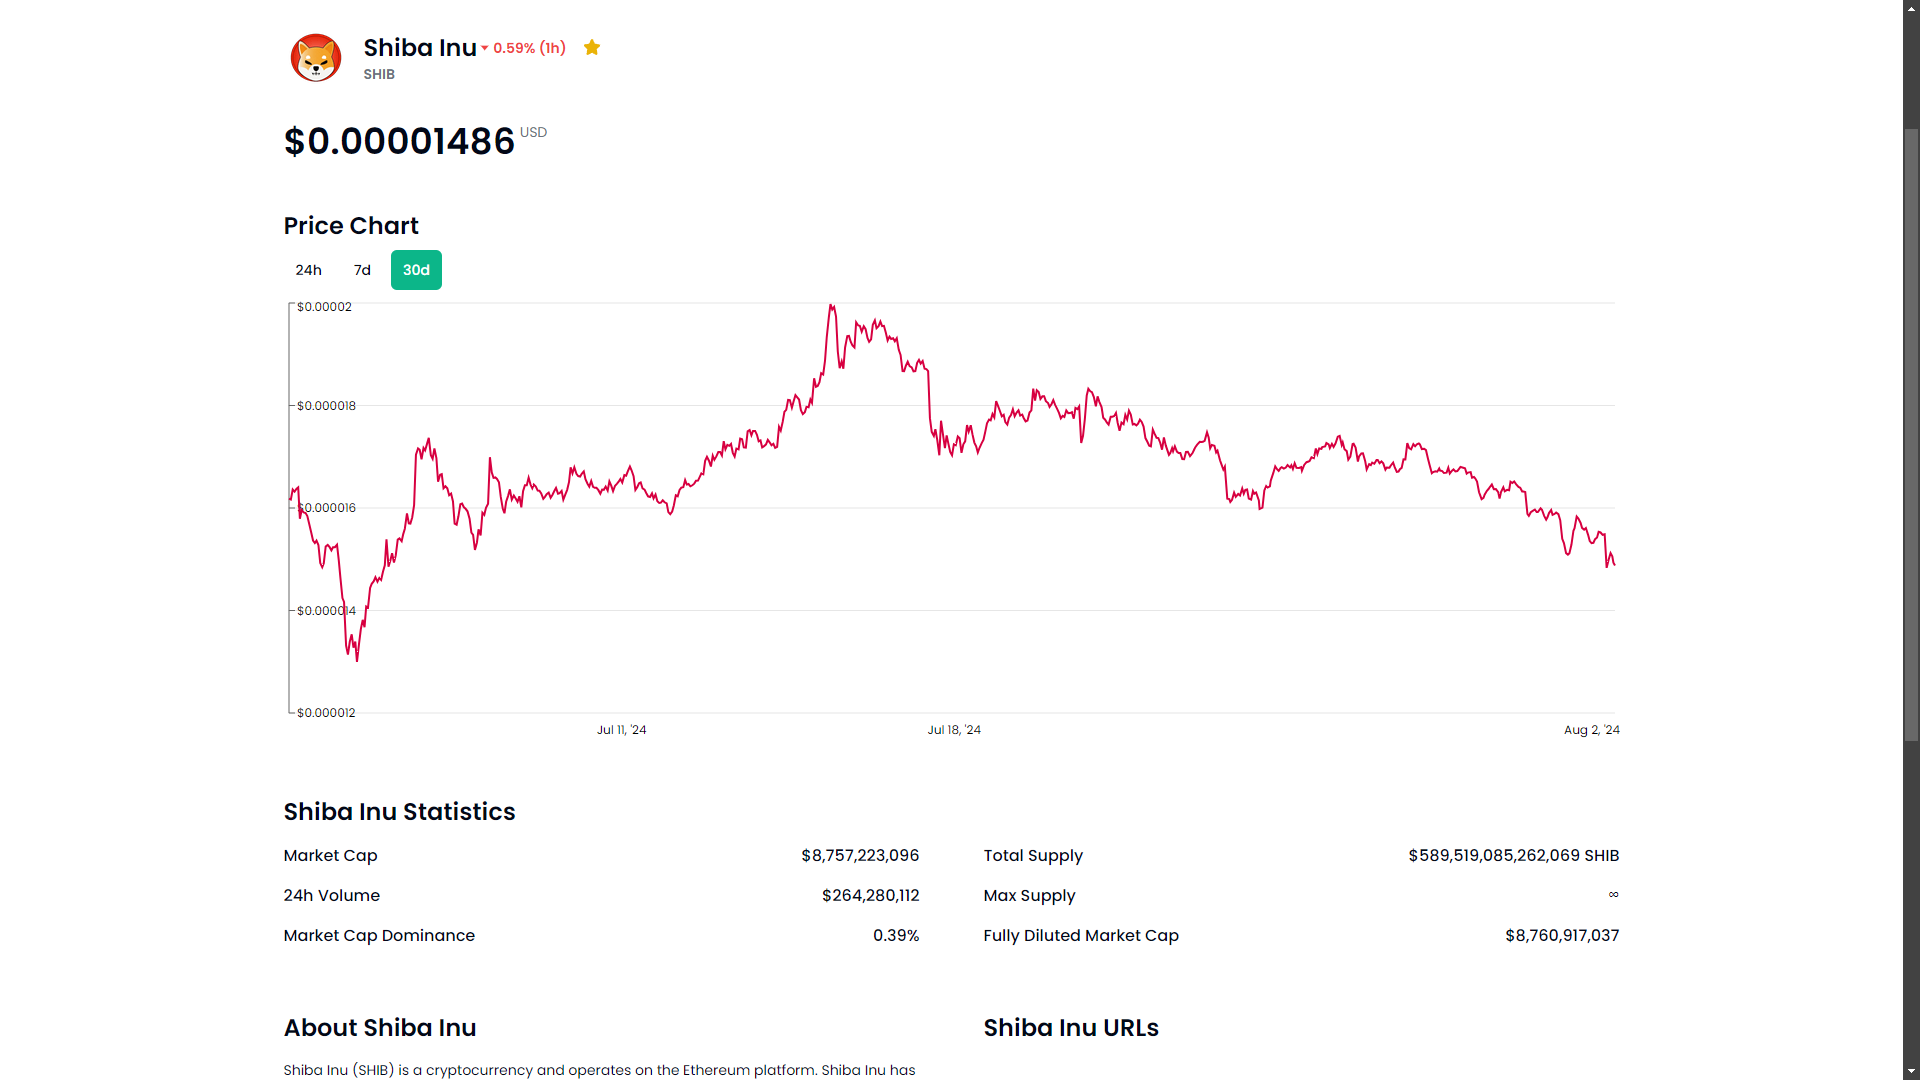 Shiba Inu 0.59% (1h)
SHIB
$0.00001486 USD
Price Chart
24h 7d 30d
$0.00002
$0.000018
$0.000016
$0.000014
$0.000012
Jul 11, '24 Jul 18, '24 Aug 2, '24
Shiba Inu Statistics
Market Cap $8,757,223,096 Total Supply $589,519,085,262,069 SHIB
24h Volume $264,280,112 Max Supply ∞
Market Cap Dominance 0.39% Fully Diluted Market Cap $8,760,917,037
About Shiba Inu Shiba Inu URLs
Shiba Inu (SHIB) is a cryptocurrency and operates on the Ethereum platform. Shiba Inu has